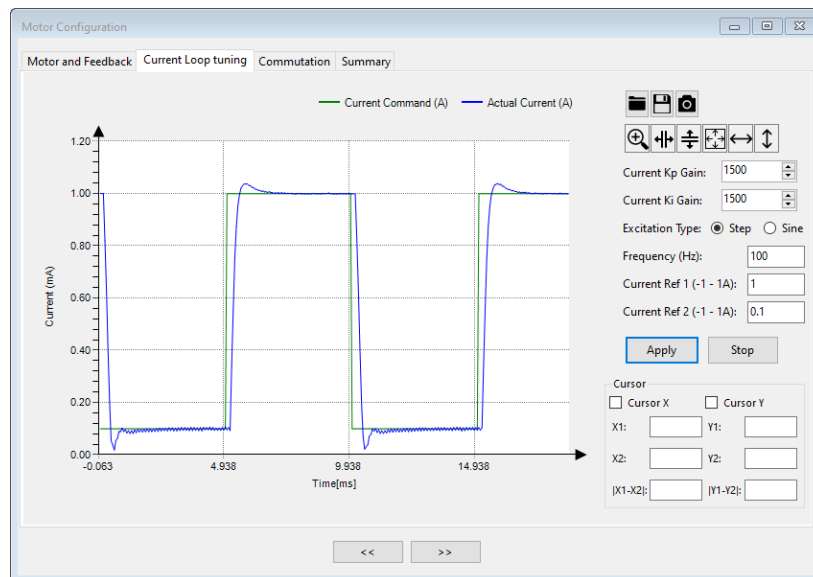 Motor Configuration
Motor and Feedback Current Loop tuning Commutation Summary
Current Command (A) Actual Current (A)
1.20
1.00
0.80
0.60
0.40
0.20
0.00
Current (mA)
-0.063 4.938 9.938 14.938
Time[ms]
Current Kp Gain: 1500
Current Ki Gain: 1500
Excitation Type: Step Sine
Frequency (Hz): 100
Current Ref 1 (-1 - 1A): 1
Current Ref 2 (-1 - 1A): 0.1
Apply Stop
Cursor
Cursor X Cursor Y
X1: Y1:
X2: Y2:
|X1-X2|: |Y1-Y2|:
<< >>